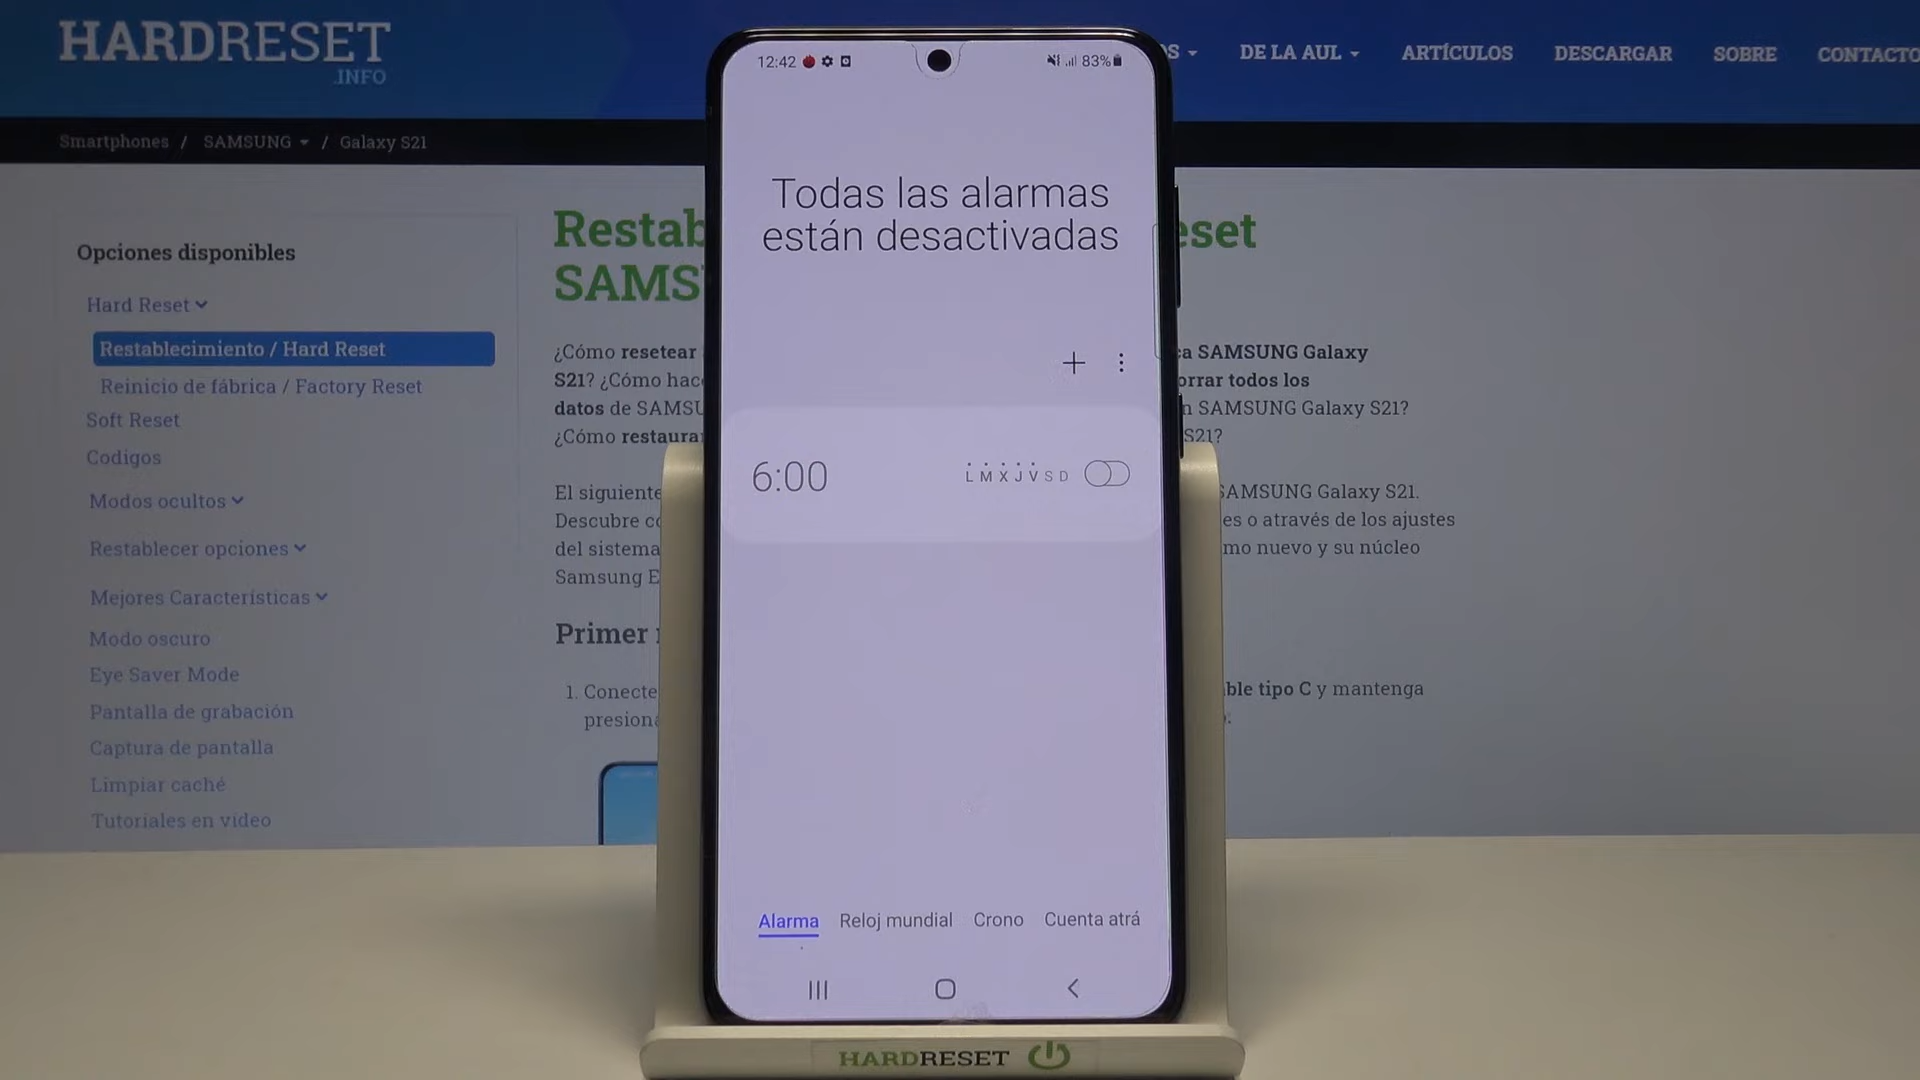 HARDRESET
.INFO
OS
DE LA AUL
ARTÍCULOS
DESCARGAR
SOBRE
CONTACTO
Smartphones / SAMSUNG / Galaxy S21
Opciones disponibles
Hard Reset
Restablecimiento / Hard Reset
Reinicio de fábrica / Factory Reset
Soft Reset
Codigos
Modos ocultos
Restablecer opciones
Mejores Características
Modo oscuro
Eye Saver Mode
Pantalla de grabación
Captura de pantalla
Limpiar caché
Tutoriales en video
Restab
eset
SAMS
¿Cómo resetear
a SAMSUNG Galaxy
S21? ¿Cómo hac
orrar todos los
datos de SAMSU
n SAMSUNG Galaxy S21?
¿Cómo restaura
S21?
El siguiente
SAMSUNG Galaxy S21.
Descubre co
es o através de los ajustes
del sistema
mo nuevo y su núcleo
Samsung E
Primer
1. Conecte
ble tipo C y mantenga
presiona
12:42
83%
Todas las alarmas
están desactivadas
6:00
L M X J V S D
Alarma Reloj mundial Crono Cuenta atrá
HARDRESET